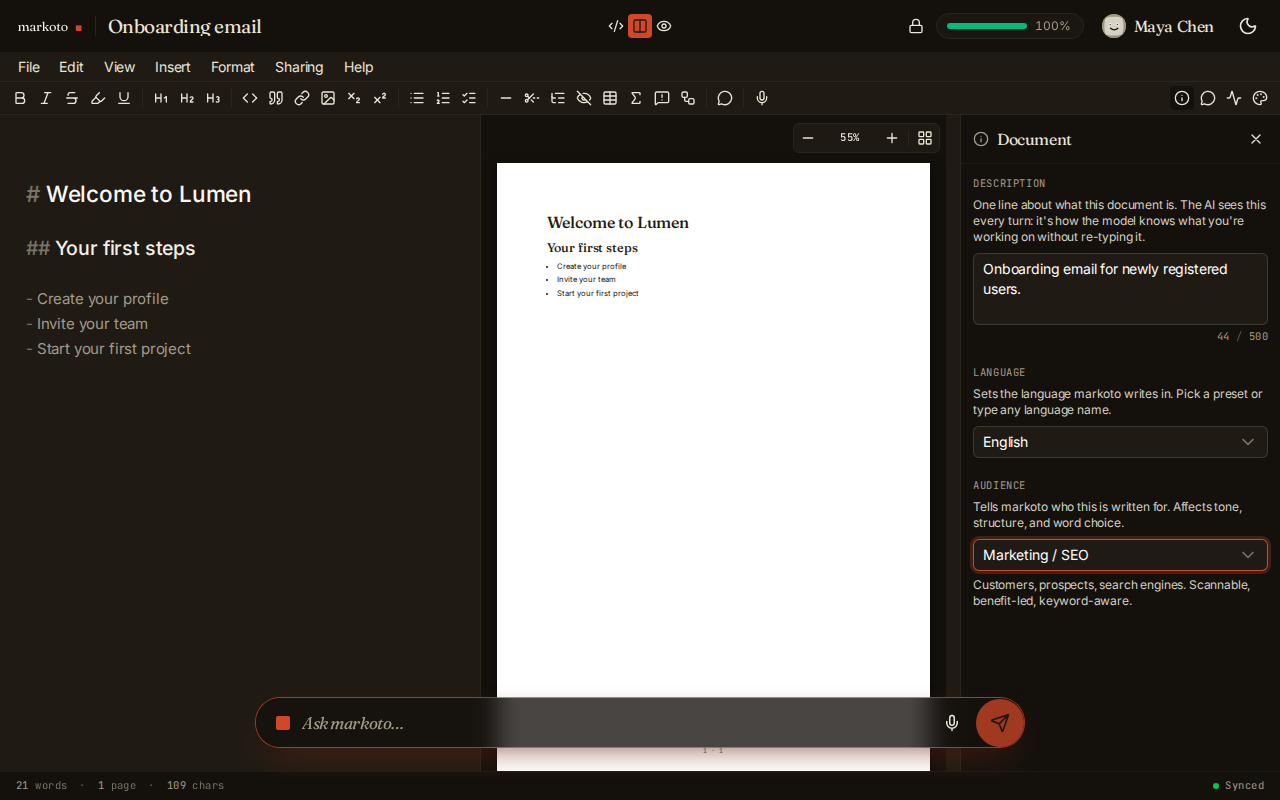 markoto
Onboarding email
100%
Maya Chen
File Edit View Insert Format Sharing Help
H1 H2 H3
55%
# Welcome to Lumen
## Your first steps
- Create your profile
- Invite your team
- Start your first project
Welcome to Lumen
Your first steps
• Create your profile
• Invite your team
• Start your first project
1 · 1
Document
DESCRIPTION
One line about what this document is. The AI sees this
every turn: it's how the model knows what you're
working on without re-typing it.
Onboarding email for newly registered
users.
44 / 500
LANGUAGE
Sets the language markoto writes in. Pick a preset or
type any language name.
English
AUDIENCE
Tells markoto who this is written for. Affects tone,
structure, and word choice.
Marketing / SEO
Customers, prospects, search engines. Scannable,
benefit-led, keyword-aware.
Ask markoto...
21 words · 1 page · 109 chars
Synced